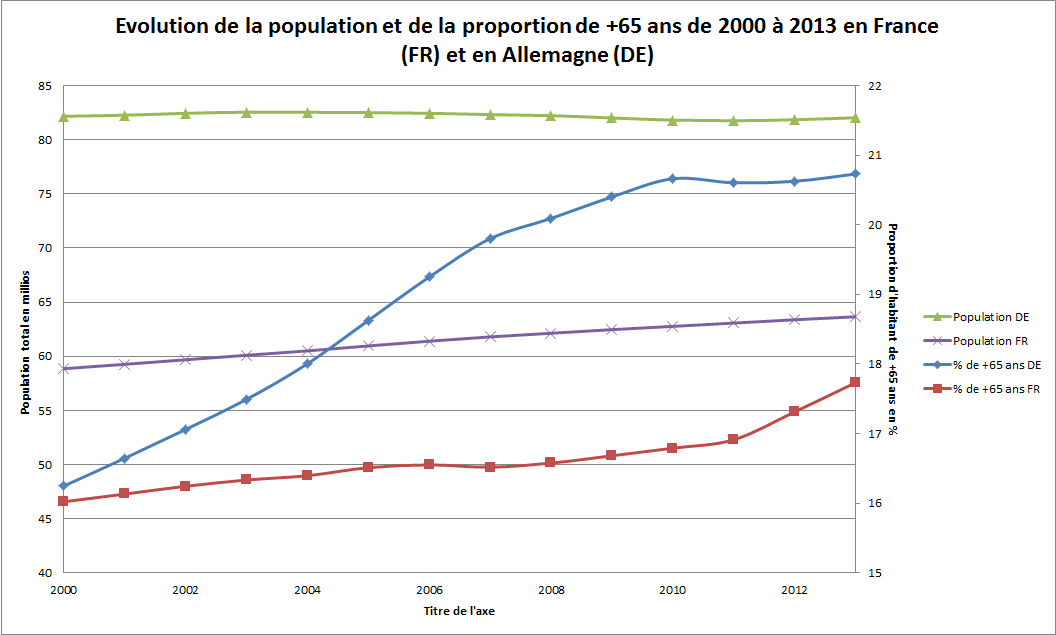 Evolution de la population et de la proportion de +65 ans de 2000 à 2013 en France
(FR) et en Allemagne (DE)
85
80
75
70
65
60
55
50
45
40
Population total en millios
22
21
20
19
18
17
16
15
Proportion d'habitant de +65 ans en %
2000
2002
2004
2006
2008
2010
2012
Titre de l'axe
Population DE
Population FR
% de +65 ans DE
% de +65 ans FR